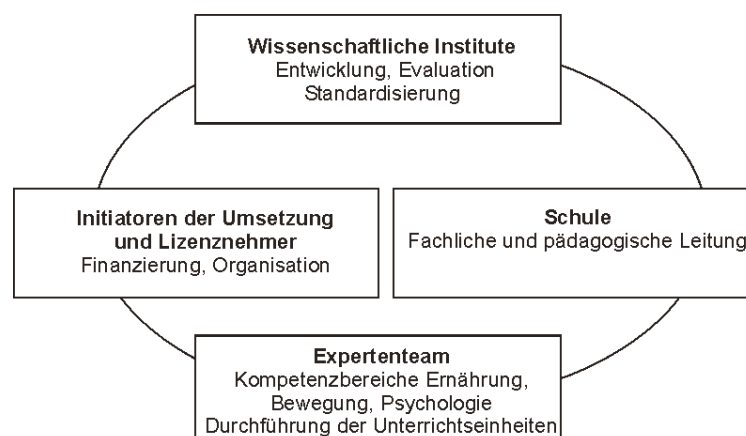 Wissenschaftliche Institute
Entwicklung, Evaluation
Standardisierung
Initiatoren der Umsetzung
und Lizenznehmer
Finanzierung, Organisation
Schule
Fachliche und pädagogische Leitung
Expertenteam
Kompetenzbereiche Ernährung,
Bewegung, Psychologie
Durchführung der Unterrichtseinheiten